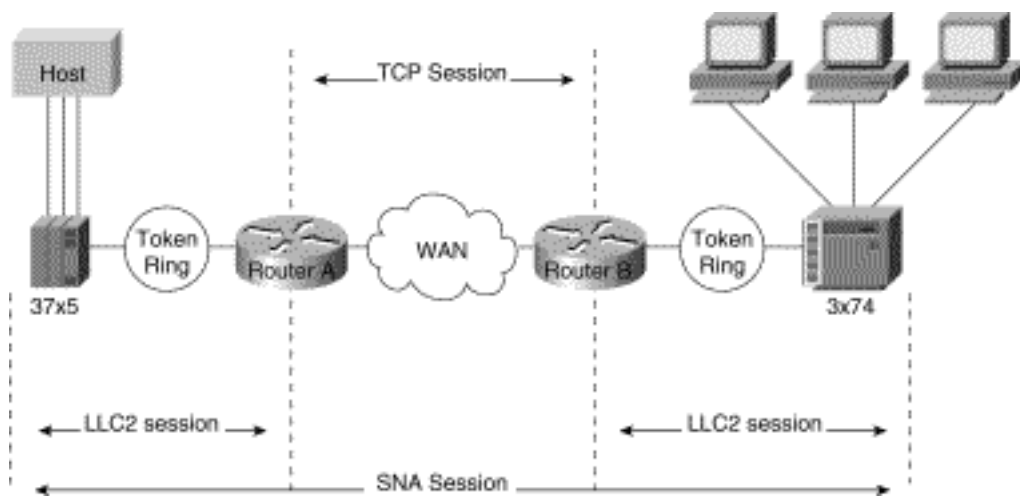 Host
TCP Session
Token
Ring
Router A
WAN
Router B
Token
Ring
37x5
3x74
LLC2 session
LLC2 session
SNA Session